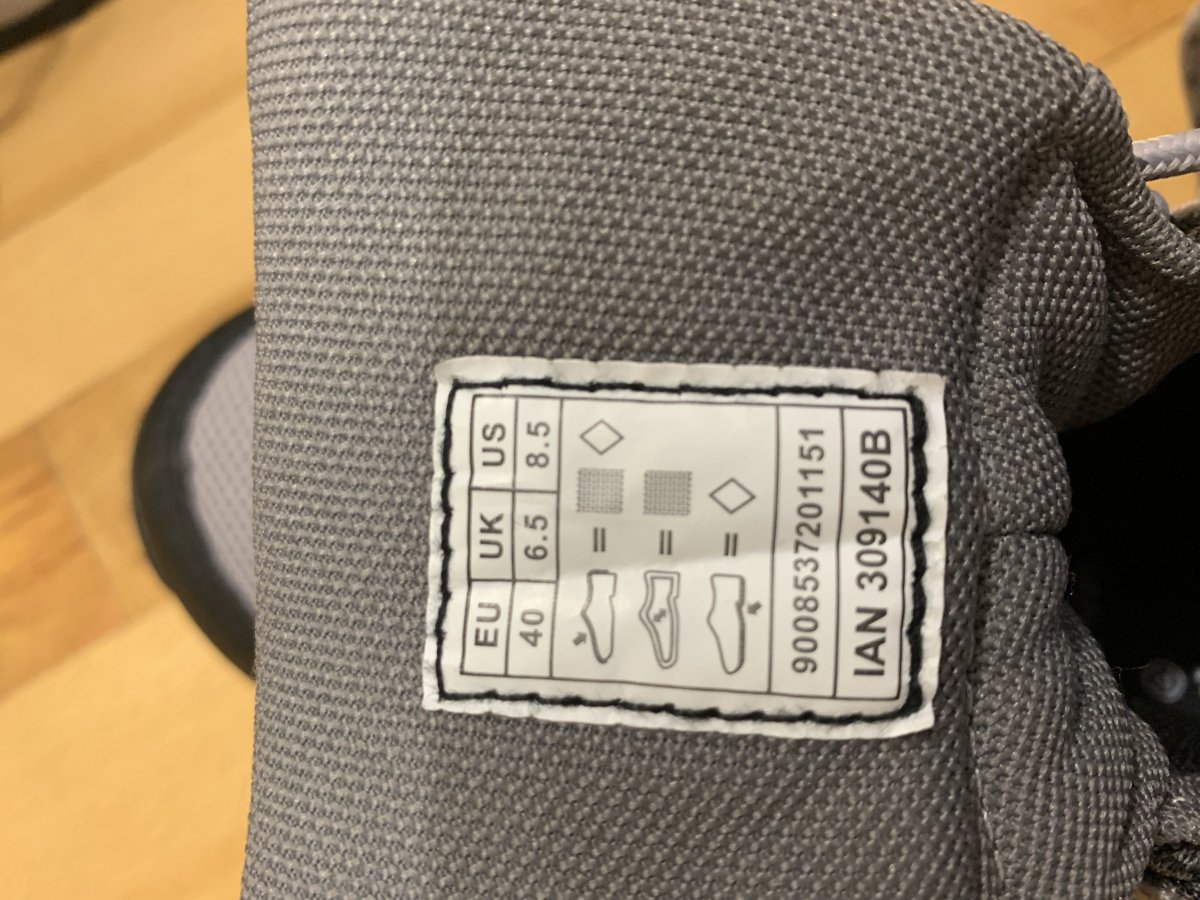 EU UK US
40 6.5 8.5
=
=
=
9008537201151
IAN 309140B